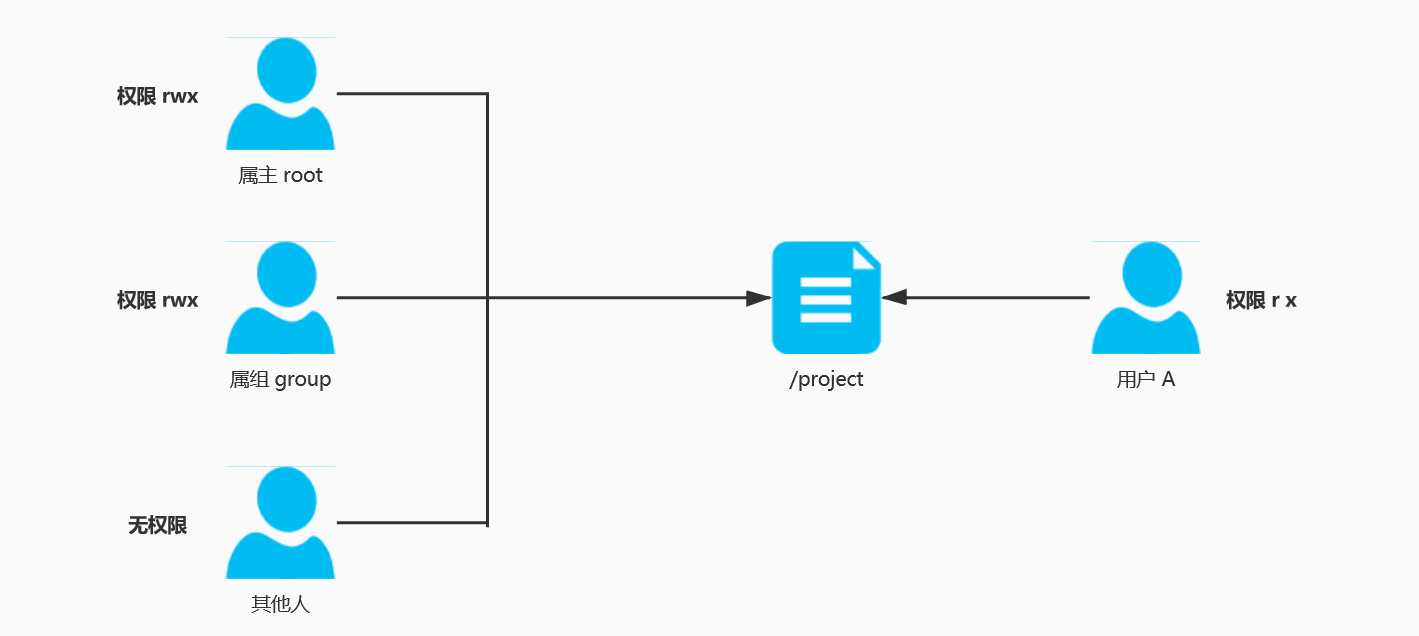 权限 rwx
属主 root
权限 rwx
属组 group
/project
用户 A
权限 r x
无权限
其他人